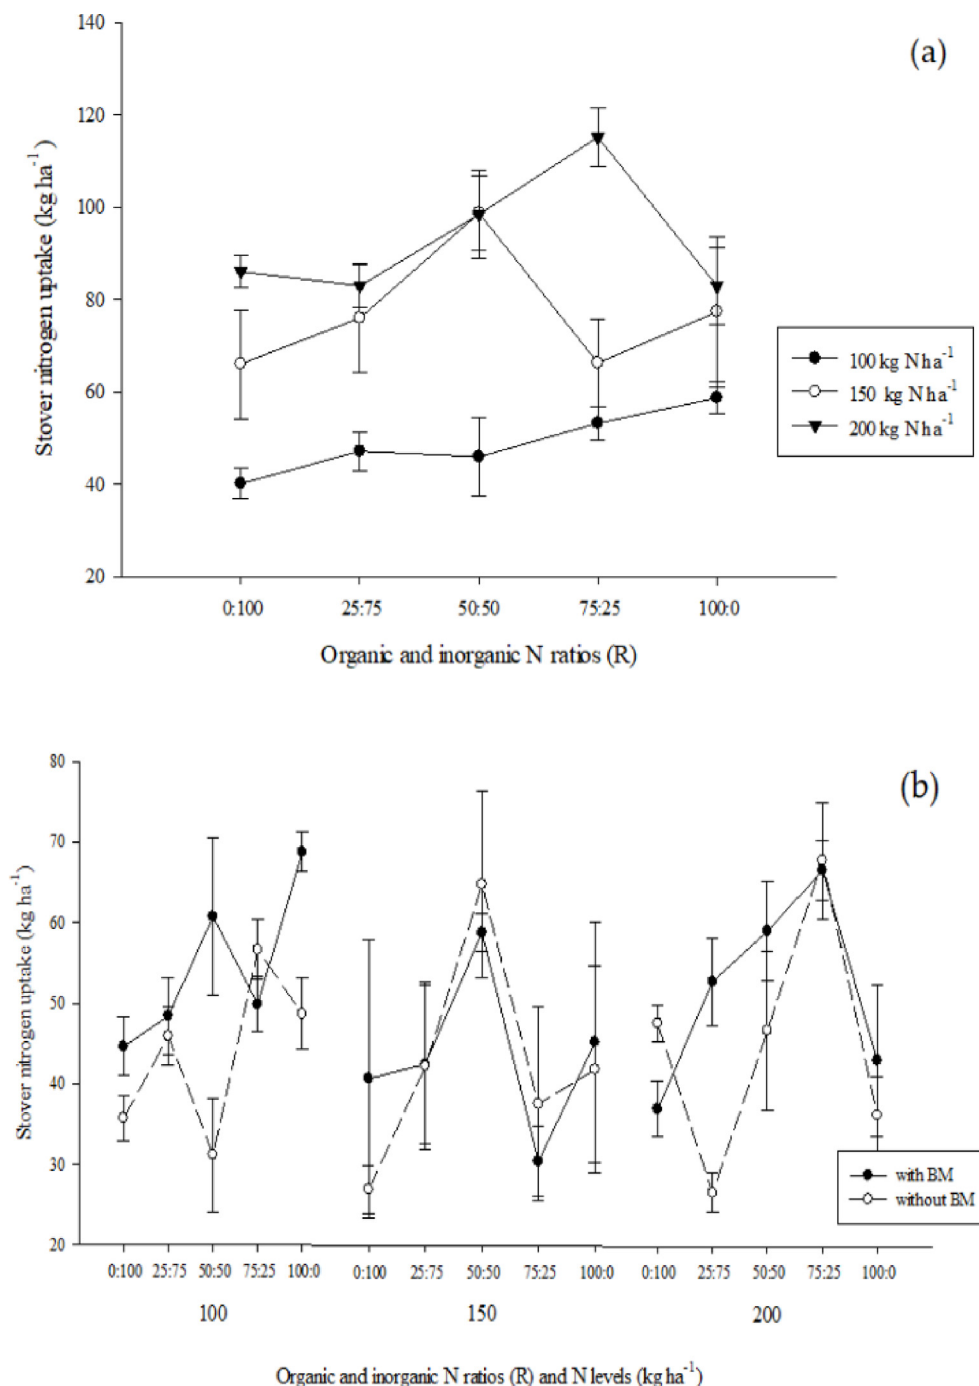 (a)
140
120
100
80
60
40
20
Stover nitrogen uptake (kg ha⁻¹)
0:100 25:75 50:50 75:25 100:0
Organic and inorganic N ratios (R)
100 kg N ha⁻¹
150 kg N ha⁻¹
200 kg N ha⁻¹
(b)
80
70
60
50
40
30
20
Stover nitrogen uptake (kg ha⁻¹)
with BM
without BM
0:100 25:75 50:50 75:25 100:0 0:100 25:75 50:50 75:25 100:0 0:100 25:75 50:50 75:25 100:0
100 150 200
Organic and inorganic N ratios (R) and N levels (kg ha⁻¹)